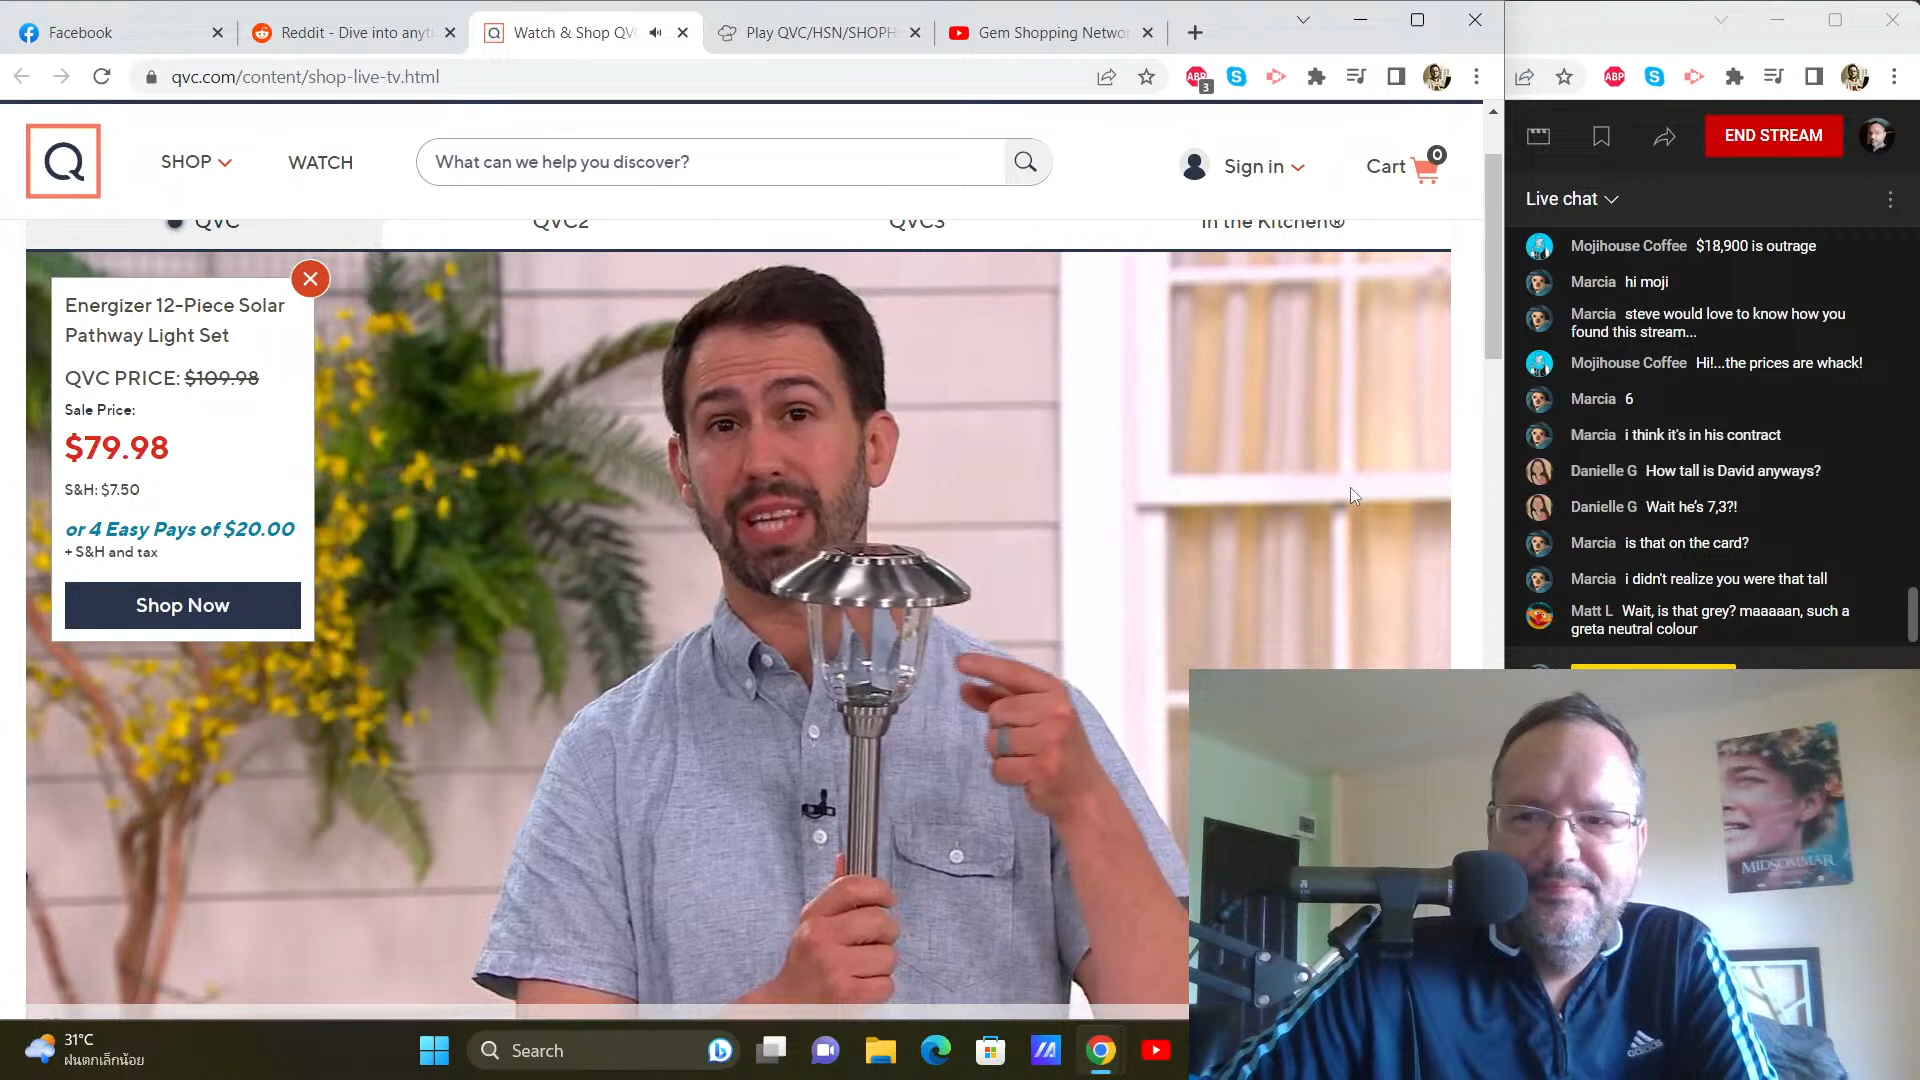 Facebook
Reddit - Dive into anyt
Watch & Shop QV
Play QVC/HSN/SHOPH
Gem Shopping Networ
qvc.com/content/shop-live-tv.html
ABP
3
ABP
Q
SHOP
WATCH
What can we help you discover?
Sign in
Cart
0
QVC
QVC2
QVC3
In the Kitchen®
Energizer 12-Piece Solar
Pathway Light Set
QVC PRICE: $109.98
Sale Price:
$79.98
S&H: $7.50
or 4 Easy Pays of $20.00
+ S&H and tax
Shop Now
END STREAM
Live chat
Mojihouse Coffee $18,900 is outrage
Marcia hi moji
Marcia steve would love to know how you
found this stream...
Mojihouse Coffee Hi!...the prices are whack!
Marcia 6
Marcia i think it's in his contract
Danielle G How tall is David anyways?
Danielle G Wait he's 7,3?!
Marcia is that on the card?
Marcia i didn't realize you were that tall
Matt L Wait, is that grey? maaaaan, such a
greta neutral colour
MIDSOMMAR
adidas
31°C
ฝนตกเล็กน้อย
Search